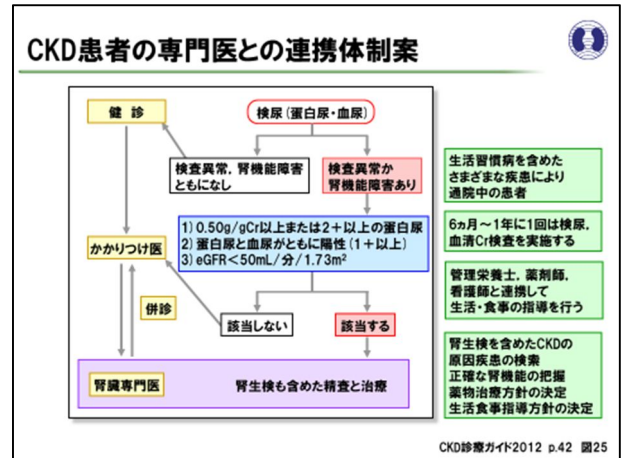 CKD患者の専門医との連携体制案
健 診
検尿(蛋白尿・血尿)
検査異常, 腎機能障害
ともになし
検査異常か
腎機能障害あり
1) 0.50g/gCr以上または2+以上の蛋白尿
2) 蛋白尿と血尿がともに陽性(1+以上)
3) eGFR<50mL/分/1.73m²
かかりつけ医
併診
該当しない
該当する
腎臓専門医
腎生検も含めた精査と治療
生活習慣病を含めた
さまざまな疾患により
通院中の患者
6ヵ月~1年に1回は検尿,
血清Cr検査を実施する
管理栄養士, 薬剤師,
看護師と連携して
生活・食事の指導を行う
腎生検を含めたCKDの
原因疾患の検索
正確な腎機能の把握
薬物治療方針の決定
生活食事指導方針の決定
CKD診療ガイド2012 p.42 図25